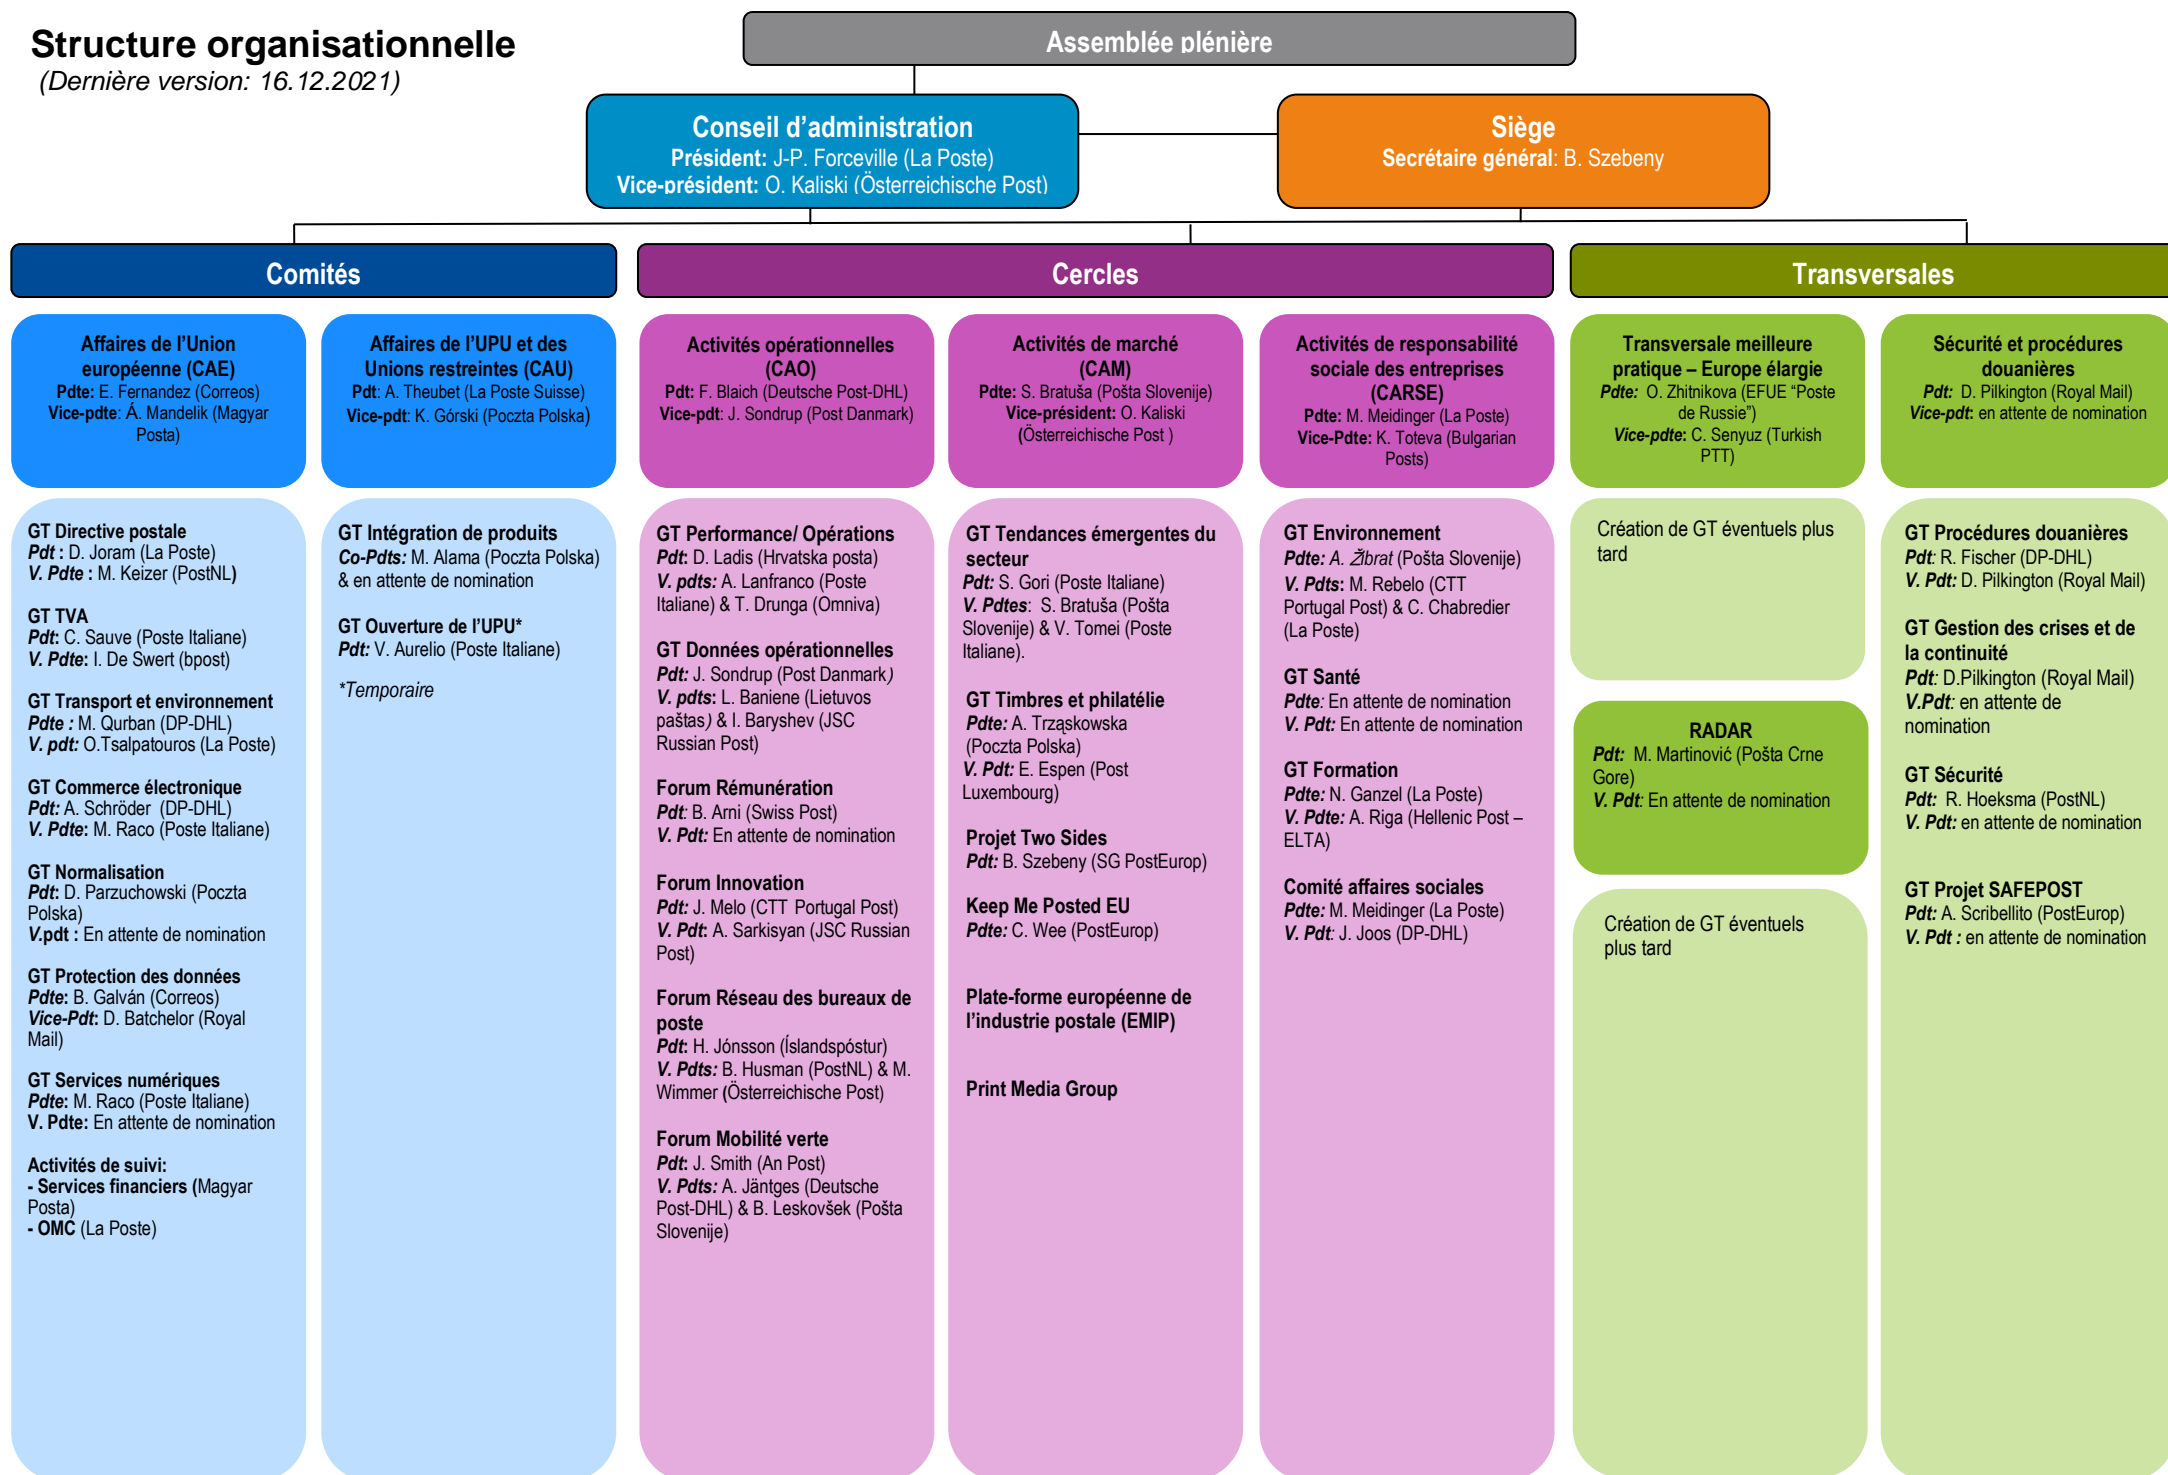 Structure organisationnelle
(Dernière version: 16.12.2021)
Assemblée plénière
Conseil d’administration
Président: J-P. Forceville (La Poste)
Vice-président: O. Kaliski (Österreichische Post)
Siège
Secrétaire général: B. Szebeny
Comités
Cercles
Transversales
Affaires de l’Union
européenne (CAE)
Pdte: E. Fernandez (Correos)
Vice-pdte: Á. Mandelik (Magyar
Posta)
GT Directive postale
Pdt : D. Joram (La Poste)
V. Pdte : M. Keizer (PostNL)
GT TVA
Pdt: C. Sauve (Poste Italiane)
V. Pdte: I. De Swert (bpost)
GT Transport et environnement
Pdte : M. Qurban (DP-DHL)
V. pdt: O.Tsalpatouros (La Poste)
GT Commerce électronique
Pdt: A. Schröder (DP-DHL)
V. Pdte: M. Raco (Poste Italiane)
GT Normalisation
Pdt: D. Parzuchowski (Poczta
Polska)
V.pdt : En attente de nomination
GT Protection des données
Pdte: B. Galván (Correos)
Vice-Pdt: D. Batchelor (Royal
Mail)
GT Services numériques
Pdte: M. Raco (Poste Italiane)
V. Pdte: En attente de nomination
Activités de suivi:
- Services financiers (Magyar
Posta)
- OMC (La Poste)
Affaires de l’UPU et des
Unions restreintes (CAU)
Pdt: A. Theubet (La Poste Suisse)
Vice-pdt: K. Górski (Poczta Polska)
GT Intégration de produits
Co-Pdts: M. Alama (Poczta Polska)
& en attente de nomination
GT Ouverture de l’UPU*
Pdt: V. Aurelio (Poste Italiane)
*Temporaire
Activités opérationnelles
(CAO)
Pdt: F. Blaich (Deutsche Post-DHL)
Vice-pdt: J. Sondrup (Post Danmark)
GT Performance/ Opérations
Pdt: D. Ladis (Hrvatska posta)
V. pdts: A. Lanfranco (Poste
Italiane) & T. Drunga (Omniva)
GT Données opérationnelles
Pdt: J. Sondrup (Post Danmark)
V. pdts: L. Baniene (Lietuvos
paštas) & I. Baryshev (JSC
Russian Post)
Forum Rémunération
Pdt: B. Arni (Swiss Post)
V. Pdt: En attente de nomination
Forum Innovation
Pdt: J. Melo (CTT Portugal Post)
V. Pdt: A. Sarkisyan (JSC Russian
Post)
Forum Réseau des bureaux de
poste
Pdt: H. Jónsson (Íslandspóstur)
V. Pdts: B. Husman (PostNL) & M.
Wimmer (Österreichische Post)
Forum Mobilité verte
Pdt: J. Smith (An Post)
V. Pdts: A. Jäntges (Deutsche
Post-DHL) & B. Leskovšek (Pošta
Slovenije)
Activités de marché
(CAM)
Pdte: S. Bratuša (Pošta Slovenije)
Vice-président: O. Kaliski
(Österreichische Post )
GT Tendances émergentes du
secteur
Pdt: S. Gori (Poste Italiane)
V. Pdtes: S. Bratuša (Pošta
Slovenije) & V. Tomei (Poste
Italiane).
GT Timbres et philatélie
Pdte: A. Trząskowska
(Poczta Polska)
V. Pdt: E. Espen (Post
Luxembourg)
Projet Two Sides
Pdt: B. Szebeny (SG PostEurop)
Keep Me Posted EU
Pdte: C. Wee (PostEurop)
Plate-forme européenne de
l’industrie postale (EMIP)
Print Media Group
Activités de responsabilité
sociale des entreprises
(CARSE)
Pdte: M. Meidinger (La Poste)
Vice-Pdte: K. Toteva (Bulgarian
Posts)
GT Environnement
Pdte: A. Žibrat (Pošta Slovenije)
V. Pdts: M. Rebelo (CTT
Portugal Post) & C. Chabredier
(La Poste)
GT Santé
Pdte: En attente de nomination
V. Pdt: En attente de nomination
GT Formation
Pdte: N. Ganzel (La Poste)
V. Pdte: A. Riga (Hellenic Post –
ELTA)
Comité affaires sociales
Pdte: M. Meidinger (La Poste)
V. Pdt: J. Joos (DP-DHL)
Transversale meilleure
pratique – Europe élargie
Pdte: O. Zhitnikova (EFUE “Poste
de Russie”)
Vice-pdte: C. Senyuz (Turkish
PTT)
Création de GT éventuels plus
tard
RADAR
Pdt: M. Martinović (Pošta Crne
Gore)
V. Pdt: En attente de nomination
Création de GT éventuels
plus tard
Sécurité et procédures
douanières
Pdt: D. Pilkington (Royal Mail)
Vice-pdt: en attente de nomination
GT Procédures douanières
Pdt: R. Fischer (DP-DHL)
V. Pdt: D. Pilkington (Royal Mail)
GT Gestion des crises et de
la continuité
Pdt: D.Pilkington (Royal Mail)
V.Pdt: en attente de
nomination
GT Sécurité
Pdt: R. Hoeksma (PostNL)
V. Pdt: en attente de nomination
GT Projet SAFEPOST
Pdt: A. Scribellito (PostEurop)
V. Pdt : en attente de nomination